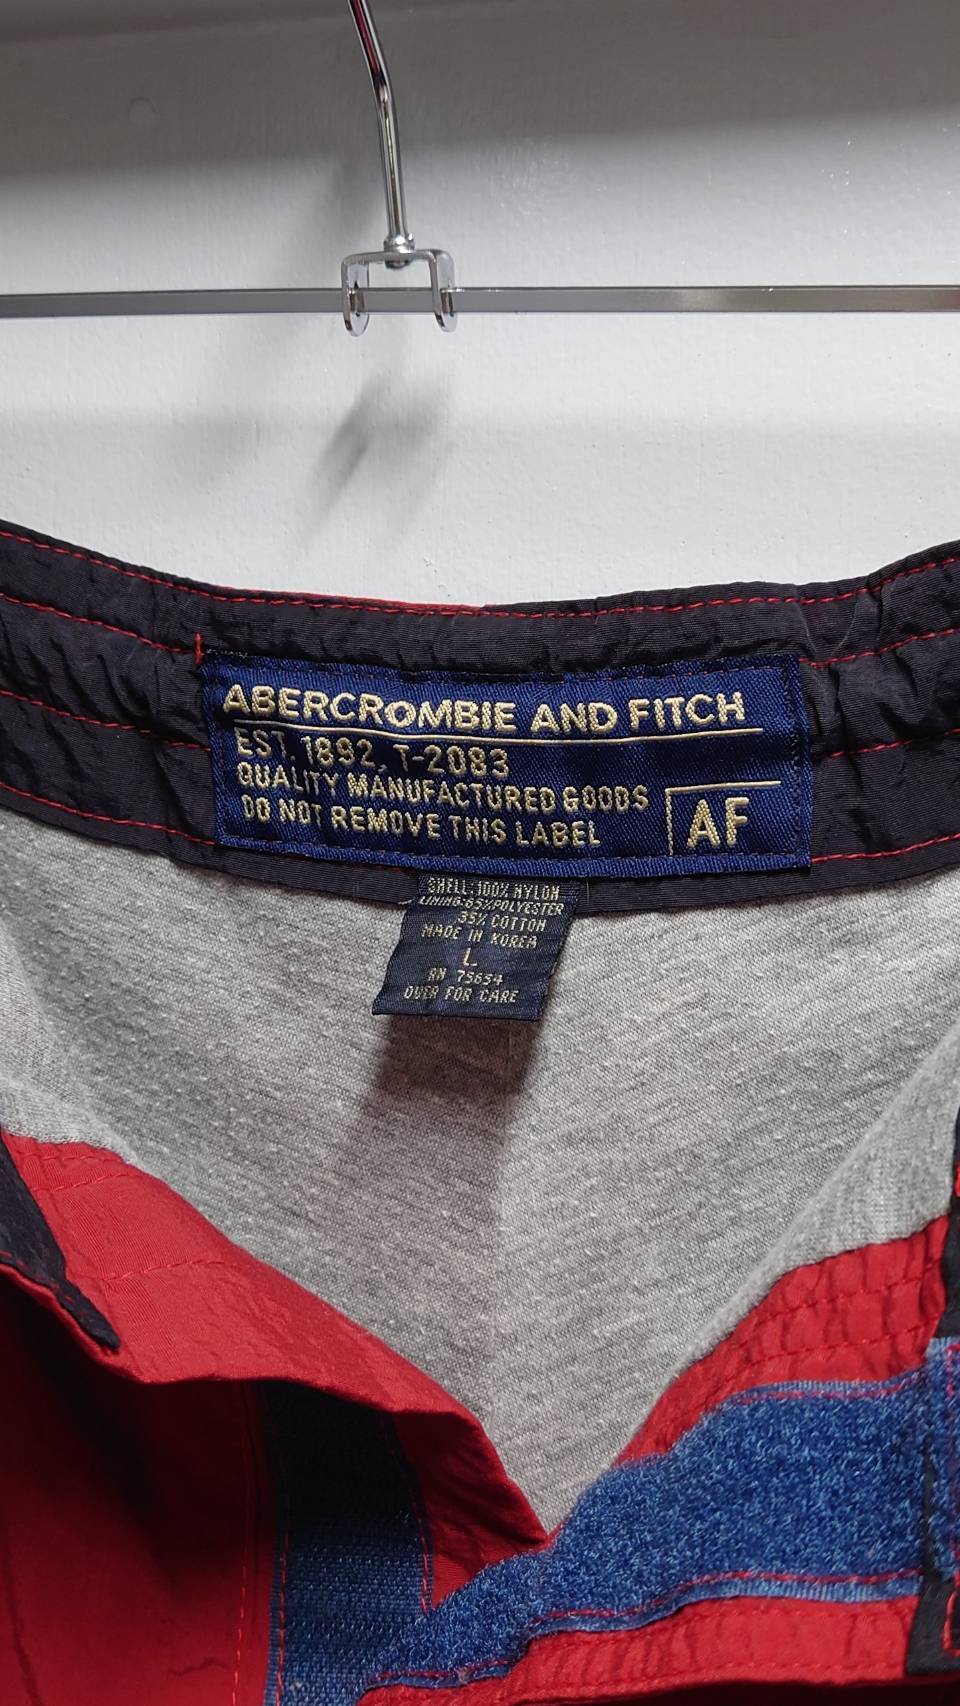 ABERCROMBIE AND FITCH
EST. 1892, T-2083
QUALITY MANUFACTURED GOODS
DO NOT REMOVE THIS LABEL
AF
SHELL:100% NYLON
LINING:65%POLYESTER
35% COTTON
MADE IN KOREA
L
RN 75654
OVER FOR CARE